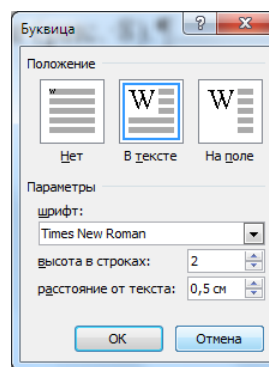 Буквица
Положение
W W W
Нет В тексте На поле
Параметры
шрифт:
Times New Roman
высота в строках: 2
расстояние от текста: 0,5 см
ОК Отмена